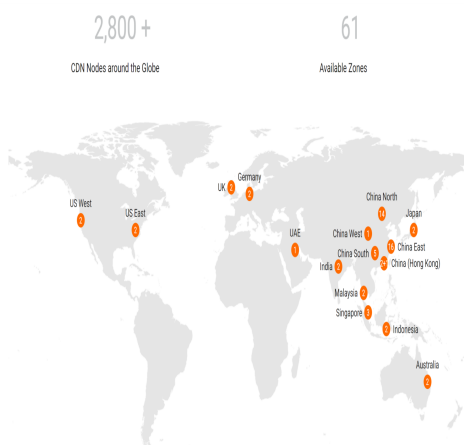 2,800 +
61
CDN Nodes around the Globe
Available Zones
Germany
UK
2
2
China North
14
US West
2
US East
2
Japan
2
UAE
1
China West
1
China East
China South
China (Hong Kong)
India
2
Malaysia
2
Singapore
3
Indonesia
2
Australia
2